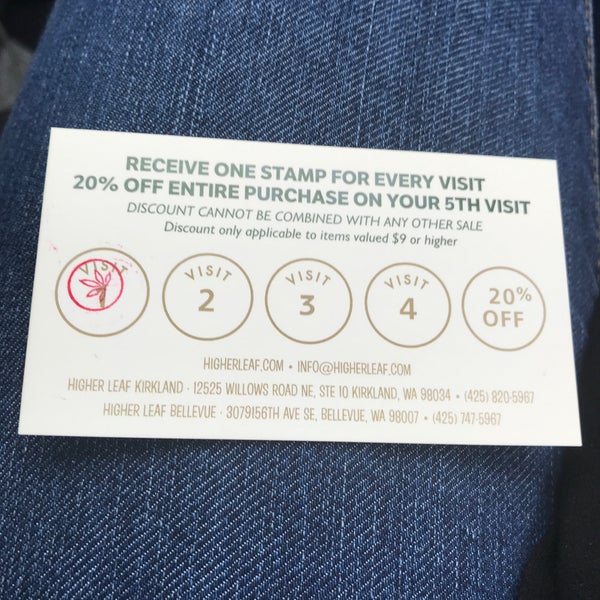 RECEIVE ONE STAMP FOR EVERY VISIT
20% OFF ENTIRE PURCHASE ON YOUR 5TH VISIT
DISCOUNT CANNOT BE COMBINED WITH ANY OTHER SALE
Discount only applicable to items valued $9 or higher
VISIT
VISIT
2
VISIT
3
VISIT
4
20%
OFF
HIGHERLEAF.COM • INFO@HIGHERLEAF.COM
HIGHER LEAF KIRKLAND · 12525 WILLOWS ROAD NE, STE 10 KIRKLAND, WA 98034 • (425) 820-5967
HIGHER LEAF BELLEVUE · 3079156TH AVE SE, BELLEVUE, WA 98007 • (425) 747-5967